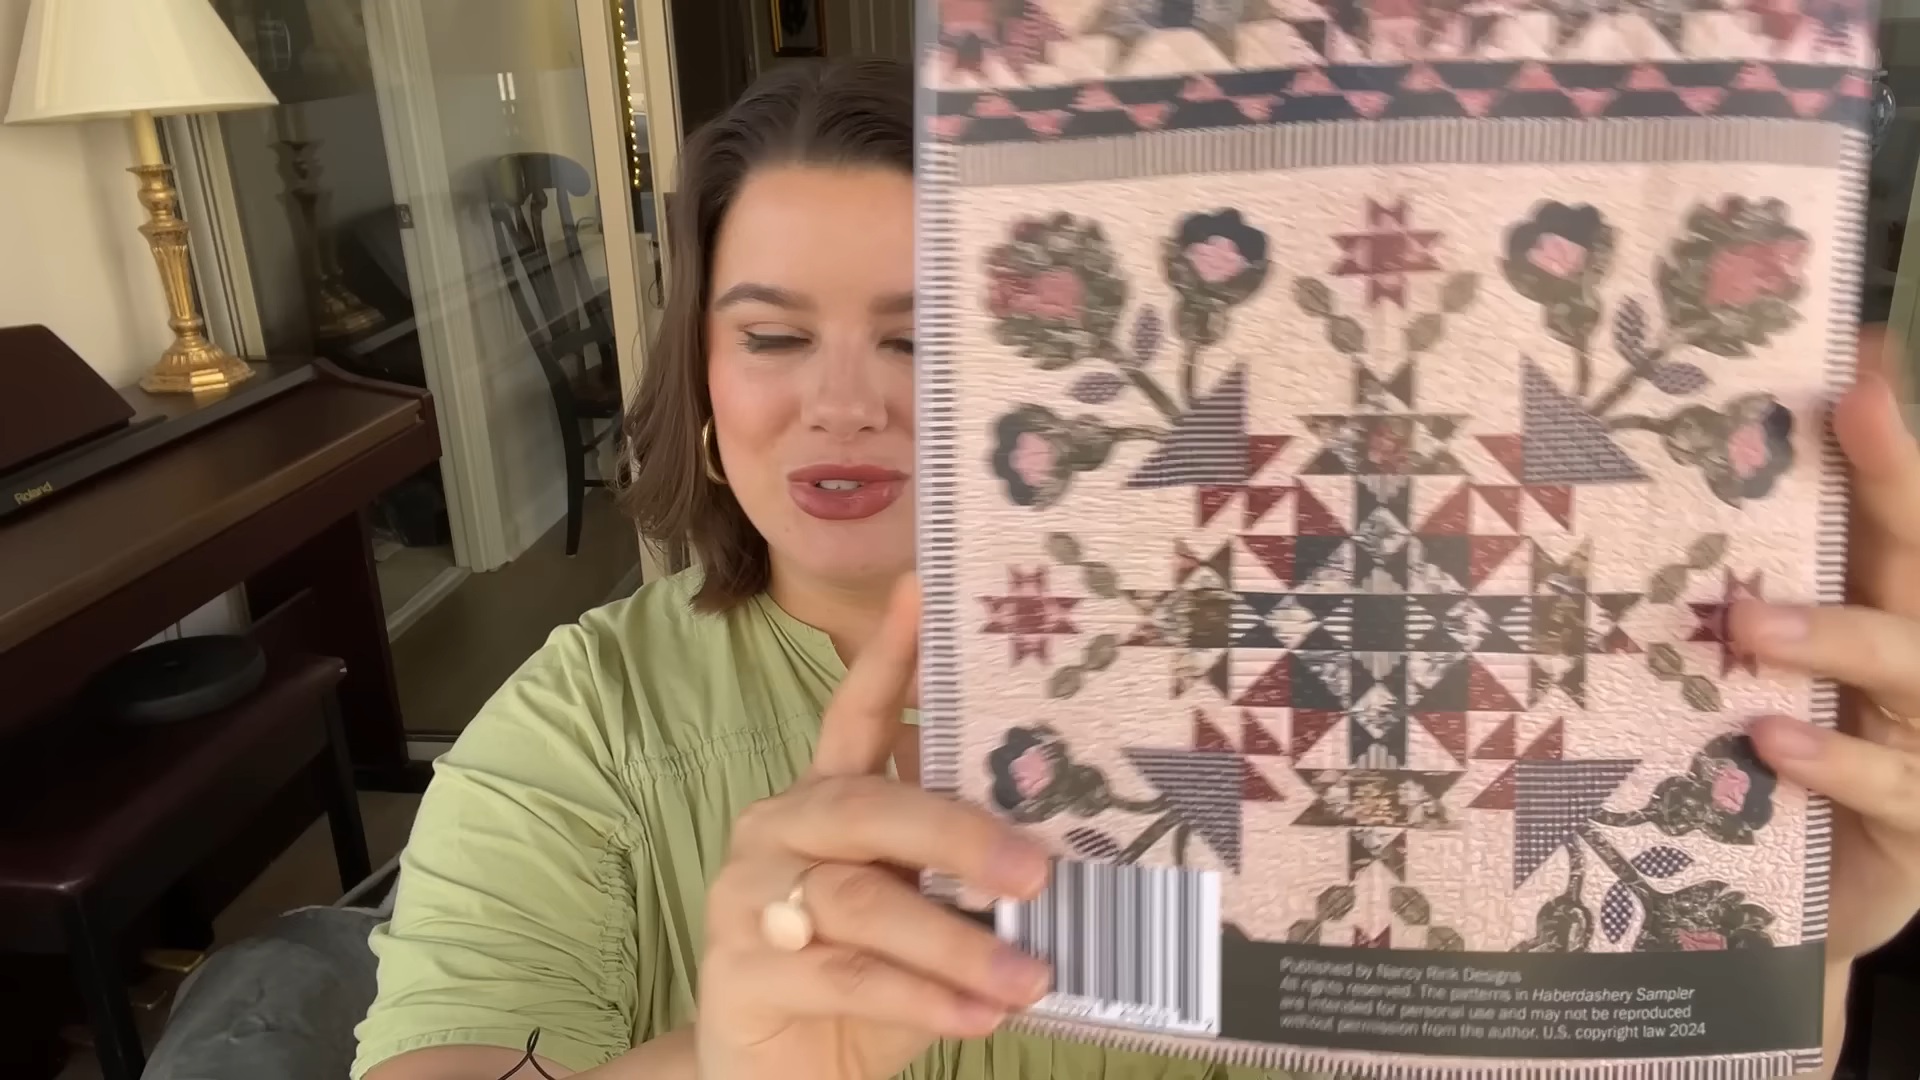 Roland
Published by Nancy Rink Designs
All rights reserved. The patterns in Haberdashery Sampler
are intended for personal use and may not be reproduced
without permission from the author. U.S. copyright law 2024